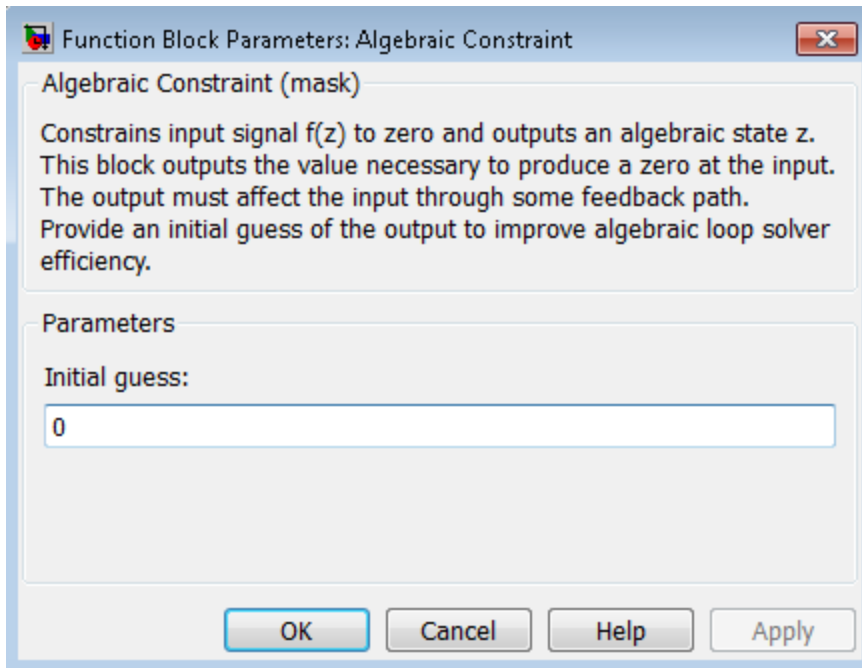 Function Block Parameters: Algebraic Constraint
Algebraic Constraint (mask)
Constrains input signal f(z) to zero and outputs an algebraic state z.
This block outputs the value necessary to produce a zero at the input.
The output must affect the input through some feedback path.
Provide an initial guess of the output to improve algebraic loop solver
efficiency.
Parameters
Initial guess:
0
OK Cancel Help Apply